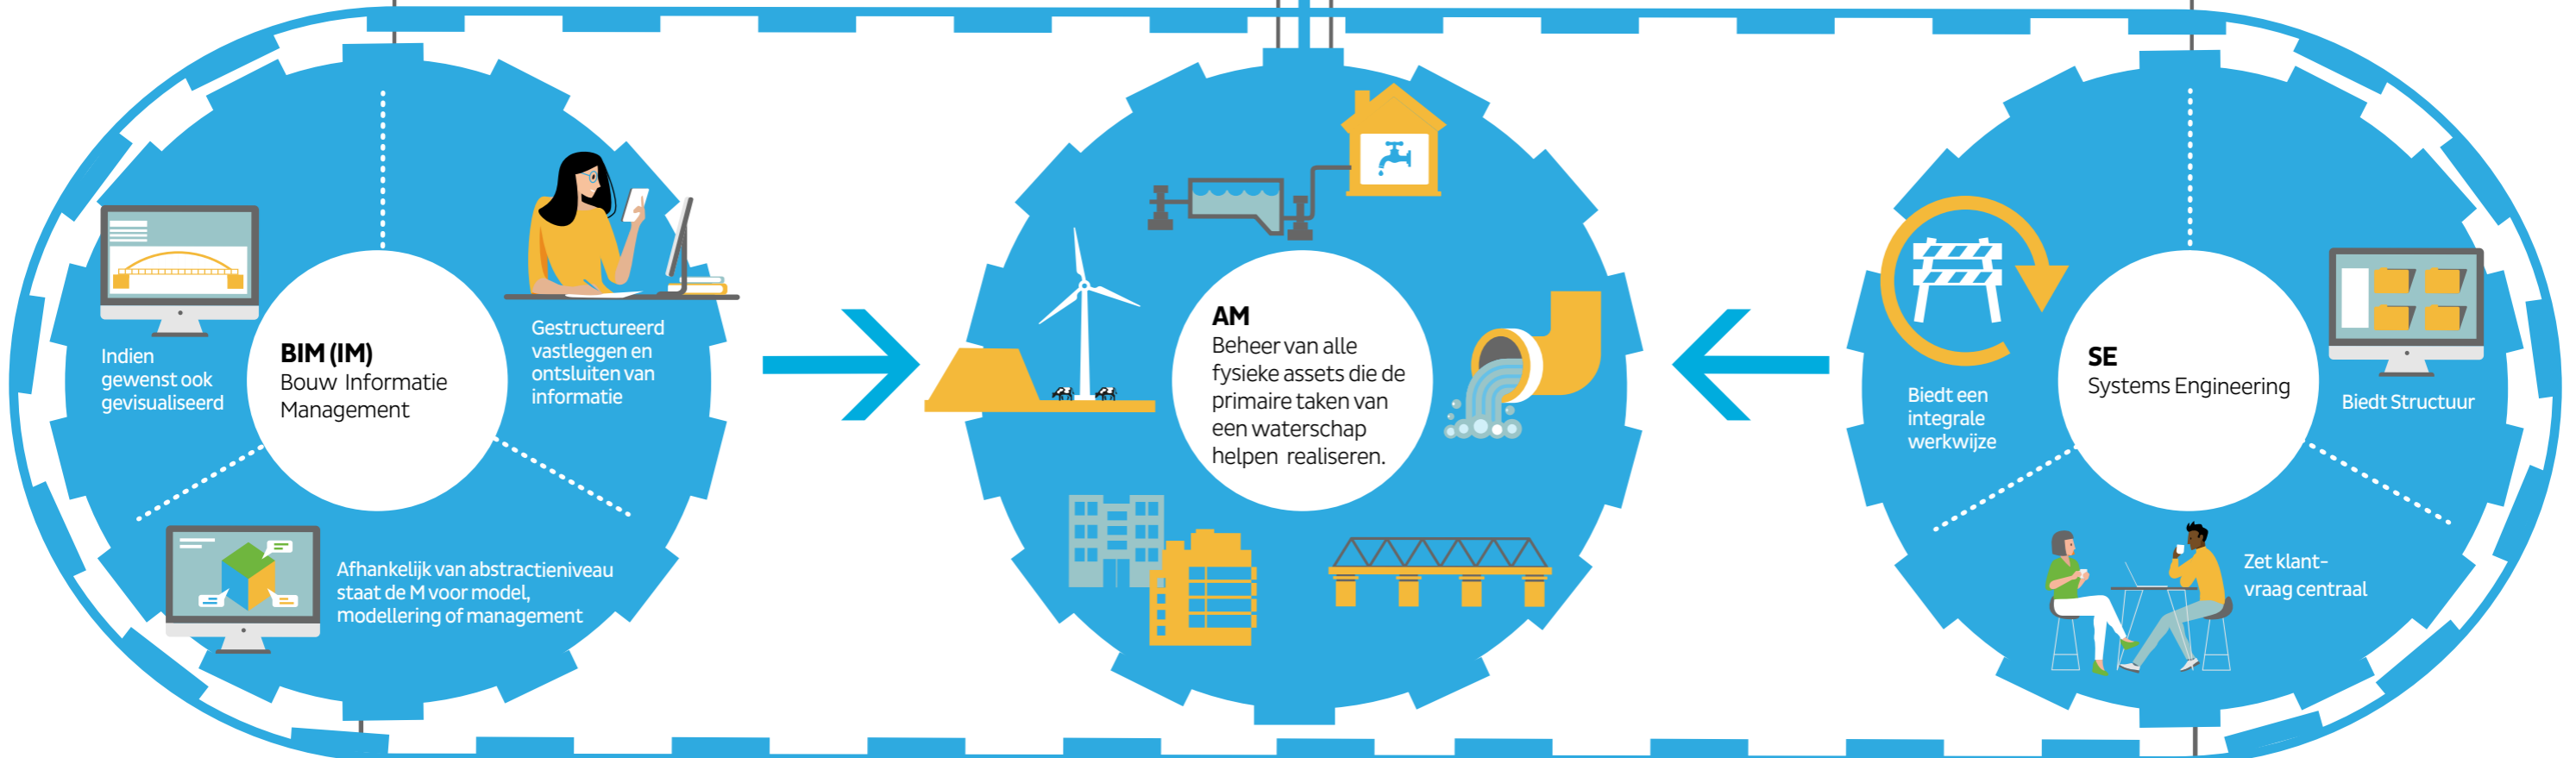 Indien
gewenst ook
gevisualiseerd
BIM (IM)
Bouw Informatie
Management
Gestructureerd
vastleggen en
ontsluiten van
informatie
Afhankelijk van abstractieniveau
staat de M voor model,
modellering of management
AM
Beheer van alle
fysieke assets die de
primaire taken van
een waterschap
helpen realiseren.
Biedt een
integrale
werkwijze
SE
Systems Engineering
Biedt Structuur
Zet klant-
vraag centraal